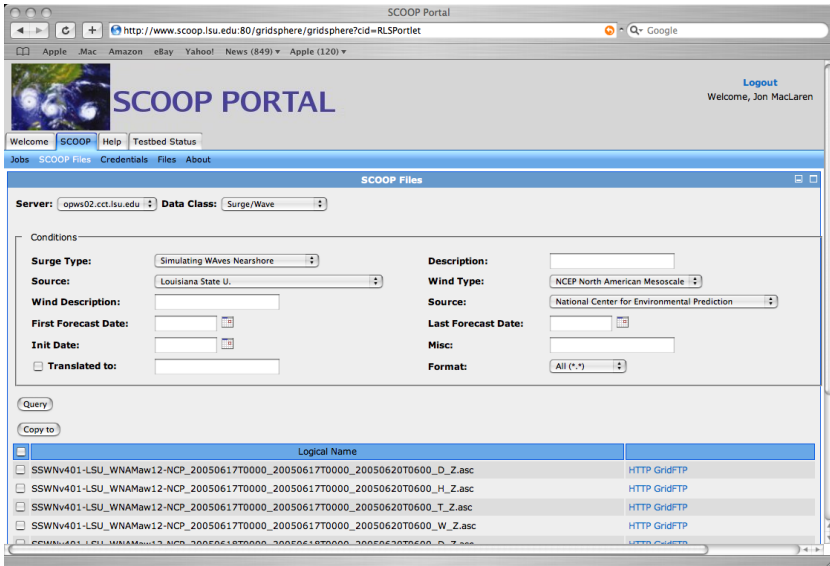 SCOOP Portal
http://www.scoop.lsu.edu:80/gridsphere/gridsphere?cid=RLSPortlet
Google
Apple .Mac Amazon eBay Yahoo! News (849) Apple (120)
SCOOP PORTAL
Logout
Welcome, Jon MacLaren
Welcome SCOOP Help Testbed Status
Jobs SCOOP Files Credentials Files About
SCOOP Files
Server: opws02.cct.lsu.edu Data Class: Surge/Wave
Conditions
Surge Type: Simulating WAves Nearshore Description:
Source: Louisiana State U. Wind Type: NCEP North American Mesoscale
Wind Description: Source: National Center for Environmental Prediction
First Forecast Date: Last Forecast Date:
Init Date: Misc:
Translated to: Format: All (*.*)
Query
Copy to
Logical Name
SSWNv401-LSU_WNAMaw12-NCP_20050617T0000_20050617T0000_20050620T0600_D_Z.asc HTTP GridFTP
SSWNv401-LSU_WNAMaw12-NCP_20050617T0000_20050617T0000_20050620T0600_H_Z.asc HTTP GridFTP
SSWNv401-LSU_WNAMaw12-NCP_20050617T0000_20050617T0000_20050620T0600_T_Z.asc HTTP GridFTP
SSWNv401-LSU_WNAMaw12-NCP_20050617T0000_20050617T0000_20050620T0600_W_Z.asc HTTP GridFTP
HTTP GridFTP